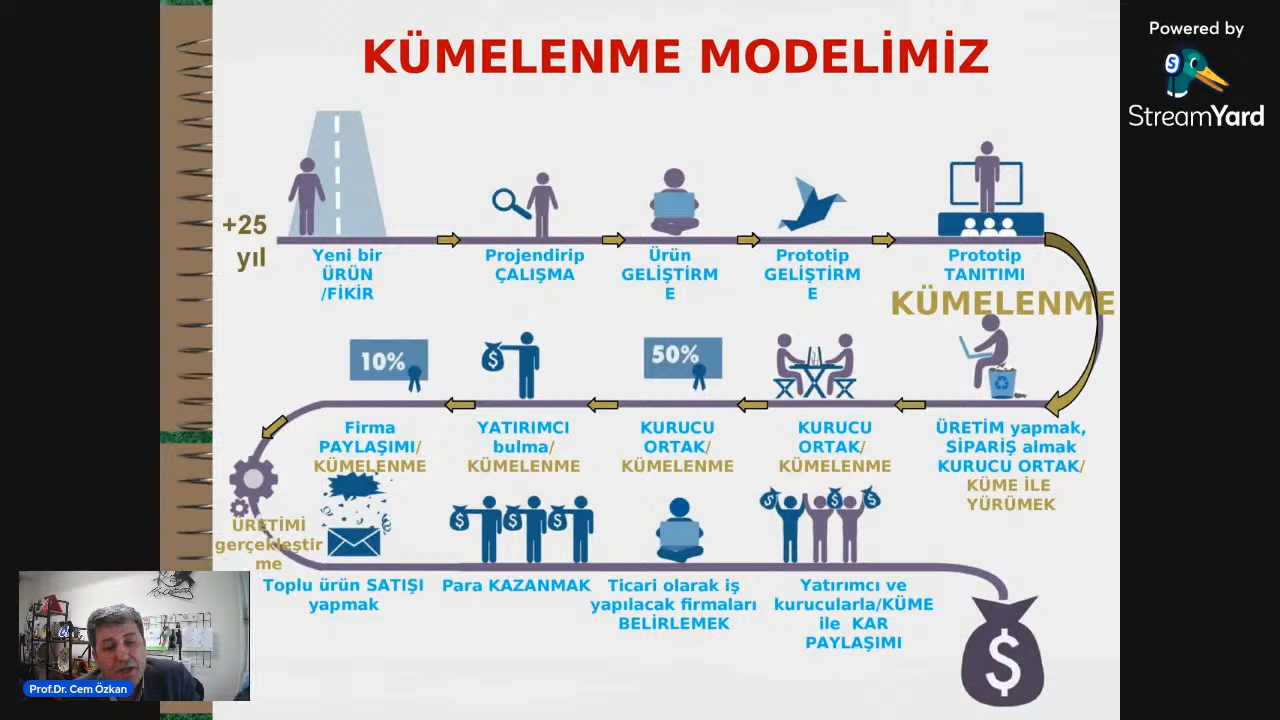 KÜMELENME MODELİMİZ
Powered by
StreamYard
+25
yıl
Yeni bir
ÜRÜN
/FİKİR
Projendirip
ÇALIŞMA
Ürün
GELİŞTİRM
E
Prototip
GELİŞTİRM
E
Prototip
TANITIMI
KÜMELENME
10%
$
50%
Firma
PAYLAŞIMI/
KÜMELENME
YATIRIMCI
bulma/
KÜMELENME
KURUCU
ORTAK/
KÜMELENME
KURUCU
ORTAK/
KÜMELENME
ÜRETİM yapmak,
SİPARİŞ almak
KURUCU ORTAK/
KÜME İLE
YÜRÜMEK
ÜRETİMİ
gerçekleştir
me
$ $ $
$ $ $
Toplu ürün SATIŞI
yapmak
Para KAZANMAK
Ticari olarak iş
yapılacak firmaları
BELİRLEMEK
Yatırımcı ve
kurucularla/KÜME
ile KAR
PAYLAŞIMI
$
Prof.Dr. Cem Özkan